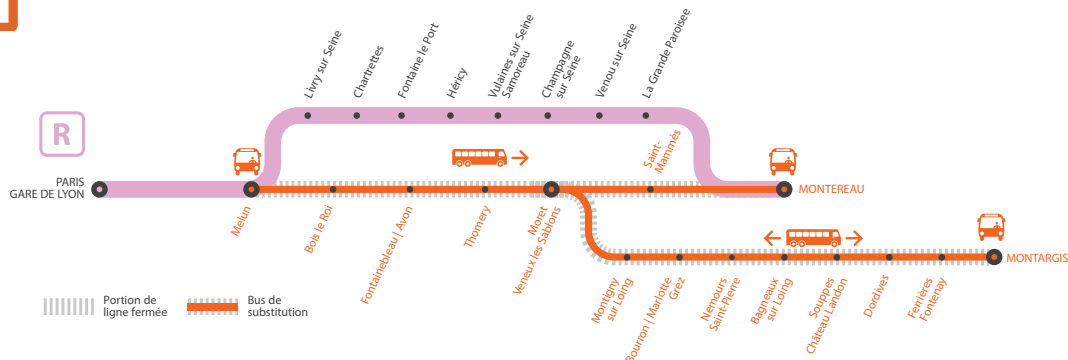 Livry sur Seine
Chartrettes
Fontaine le Port
Héricy
Vulaines sur Seine
Samoreau
Champagne
sur Seine
Venou sur Seine
La Grande Paroisee
R
PARIS
GARE DE LYON
Melun
Bois le Roi
Fontainebleau | Avon
Thomery
Moret
Veneux les Sablons
Saint-
Mammès
MONTEREAU
Montigny
sur Loing
Bourron | Marlotte
Grez
Nemours
Saint-Pierre
Bagneaux
sur Loing
Souppes
Château Landon
Dordives
Ferrières
Fontenay
MONTARGIS
Portion de
ligne fermée
Bus de
substitution